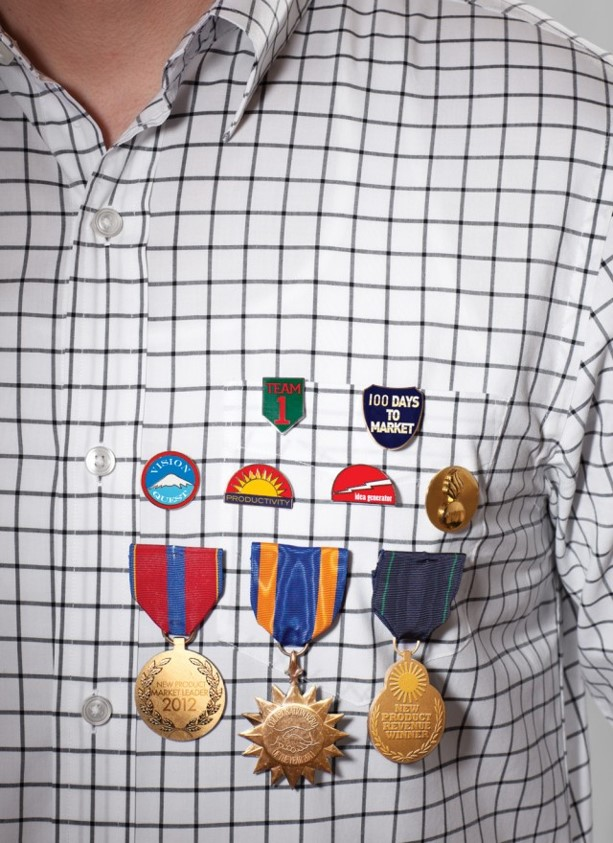 TEAM
1
100 DAYS
TO
MARKET
VISION
QUEST
PRODUCTIVITY
idea generator
NEW PRODUCT
MARKET LEADER
2012
NEW
PRODUCT
REVENUE
WINNER